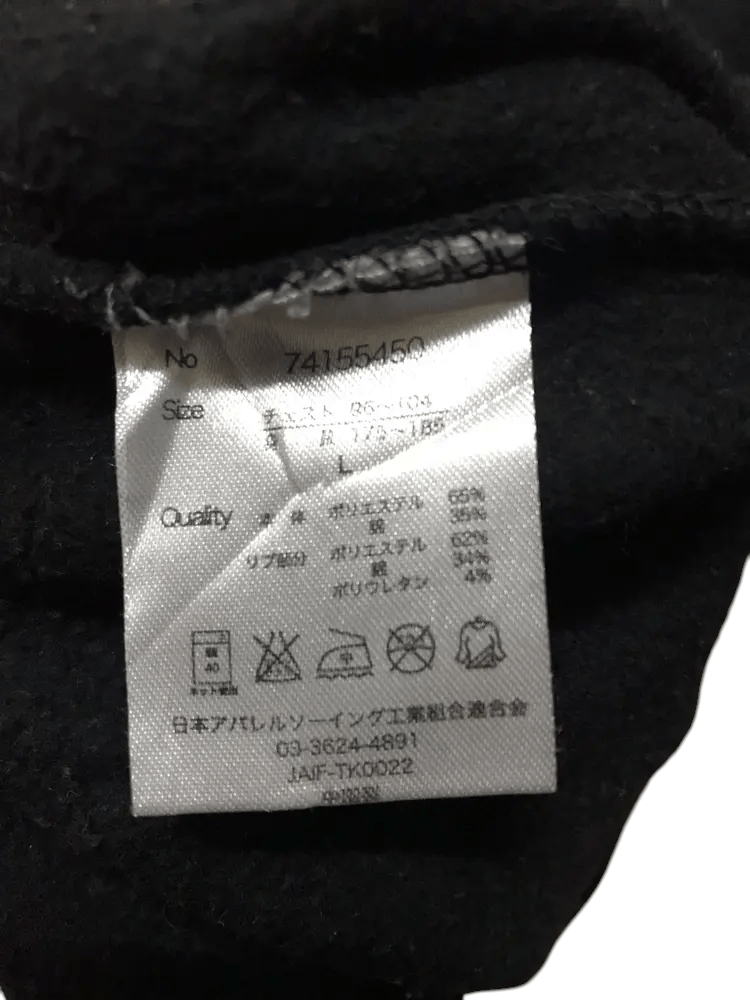 No 74155450
Size チェスト 96～104
身 長 175～185
L
Quality 本 体 ポリエステル 65%
綿 35%
リブ部分 ポリエステル 62%
綿 34%
ポリウレタン 4%
40
中
ネット使用
日本アパレルソーイング工業組合連合会
03-3624-4891
JAIF-TK0022